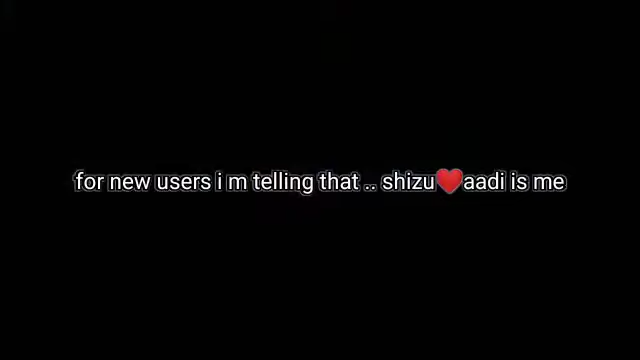 for new users i m telling that .. shizu❤️aadi is me